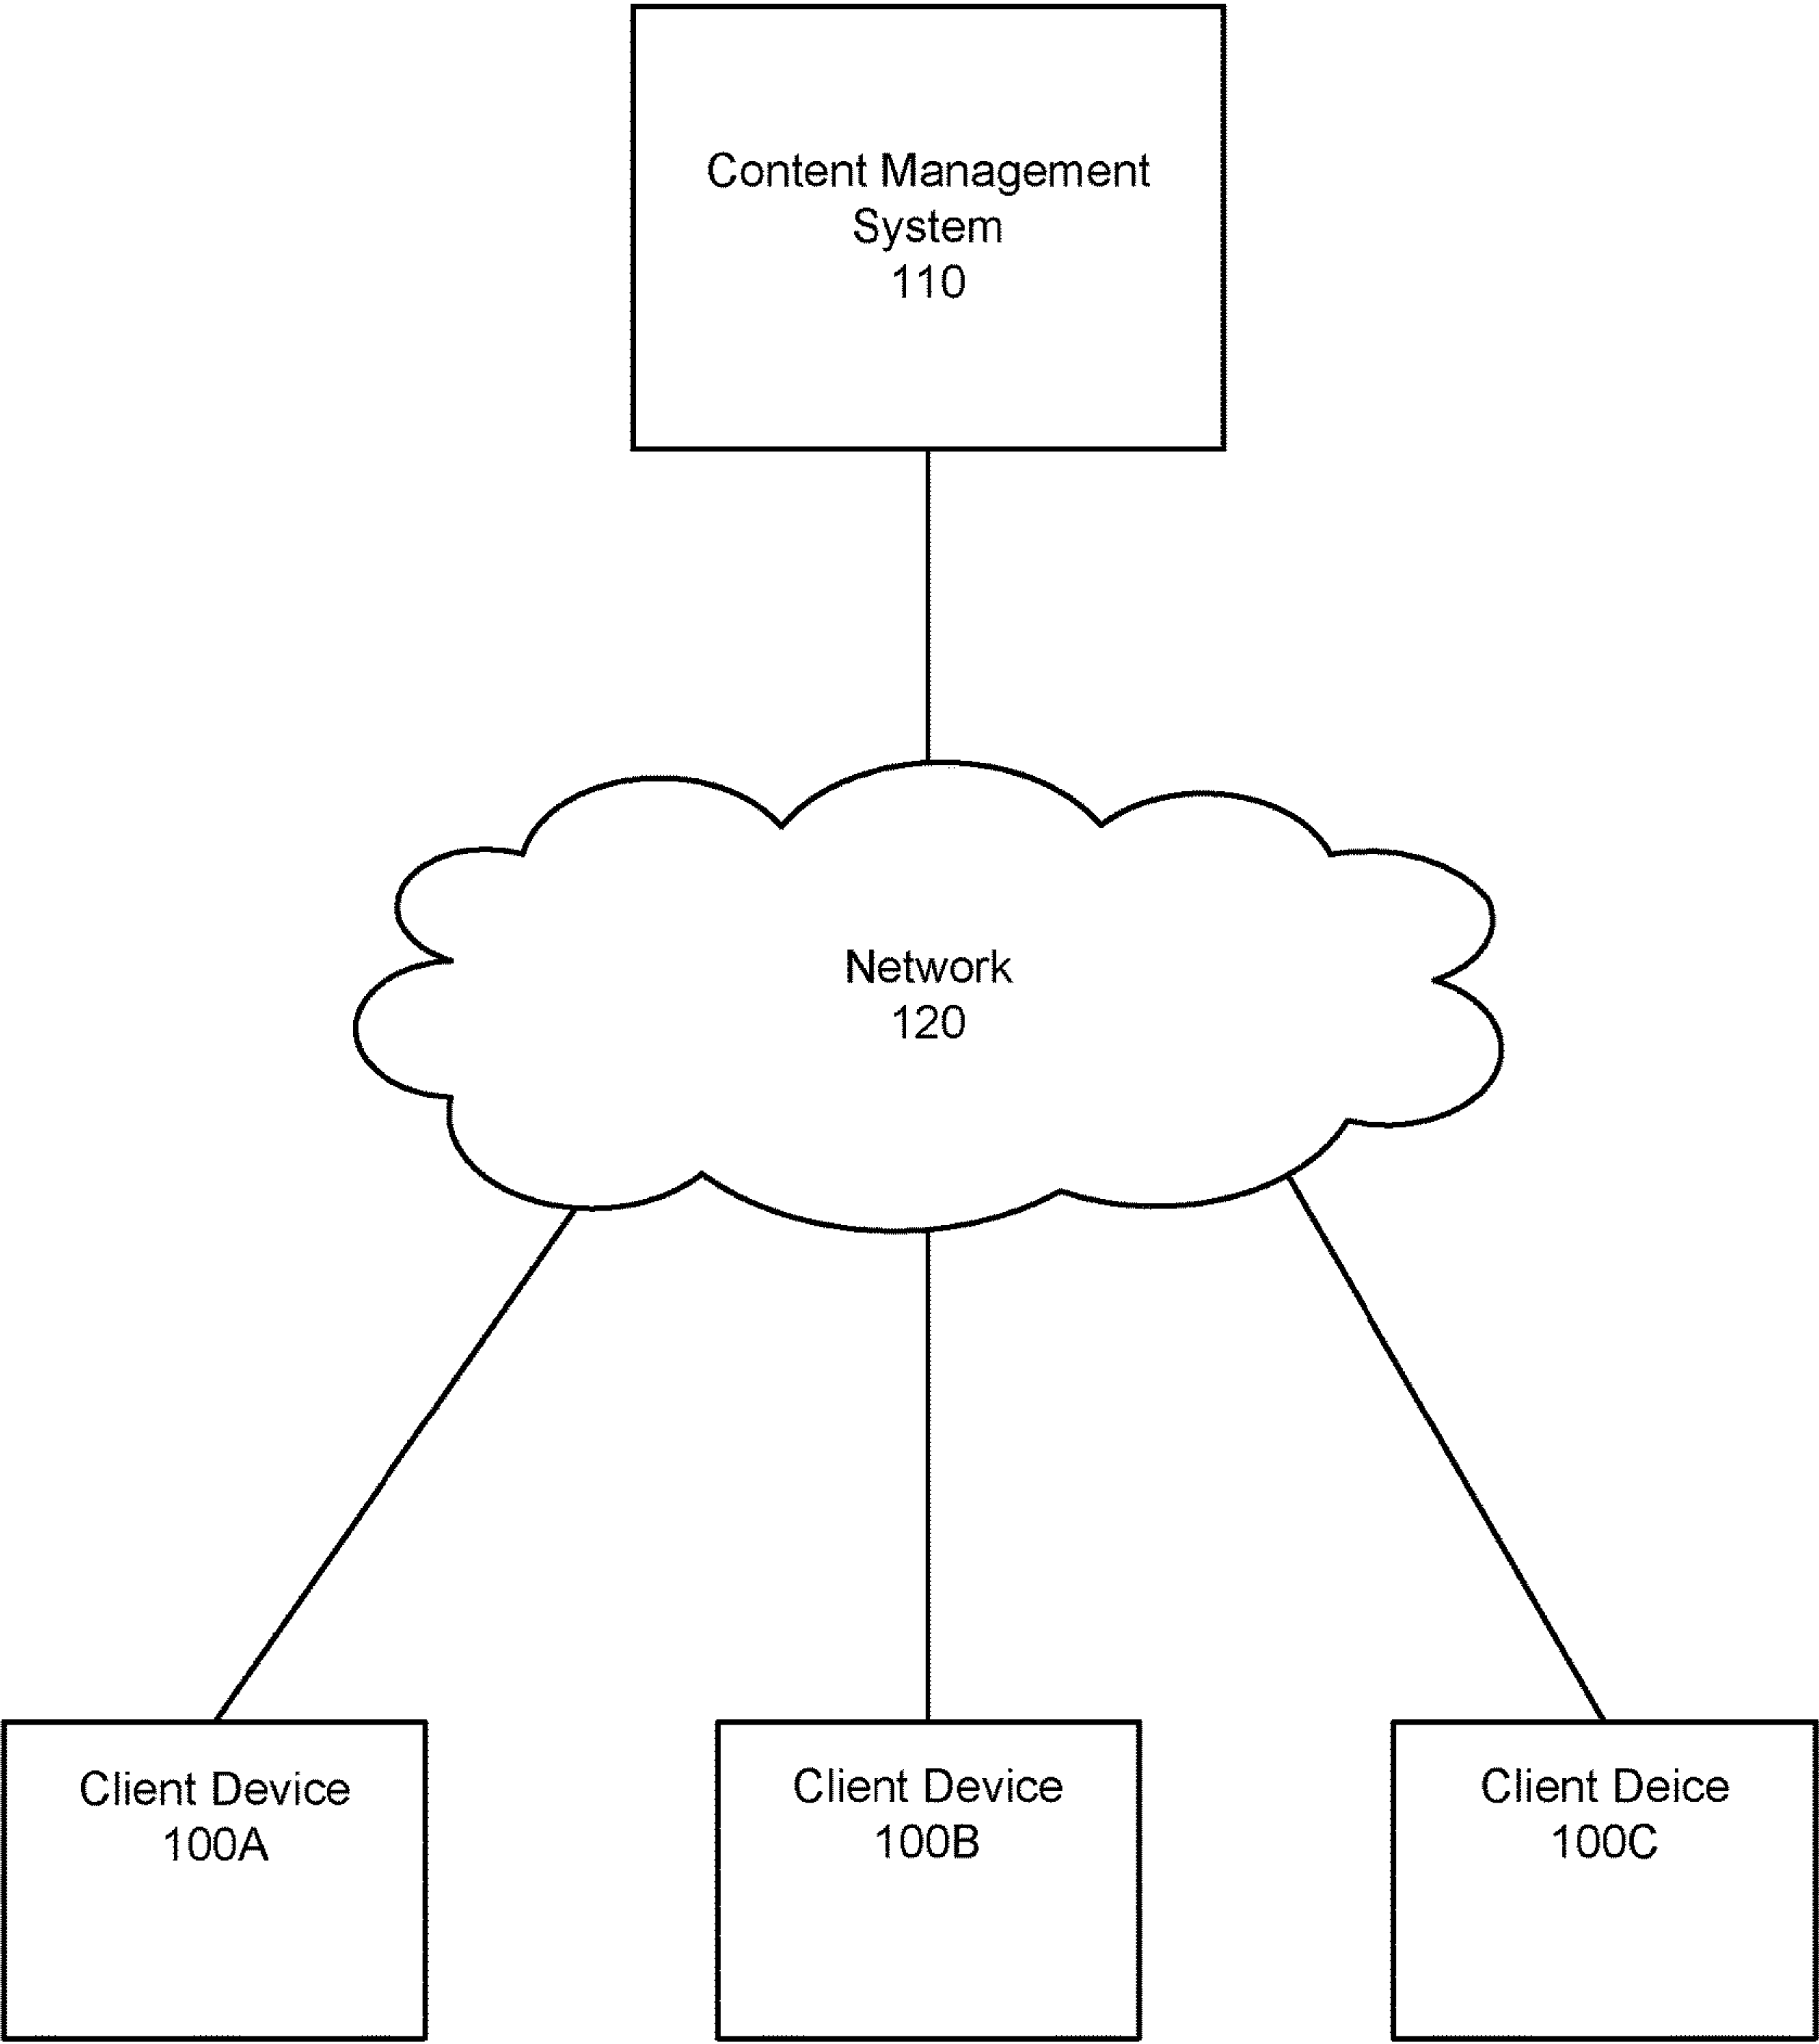 Content Management
System
110
Network
120
Client Device
100A
Client Device
100B
Client Deice
100C